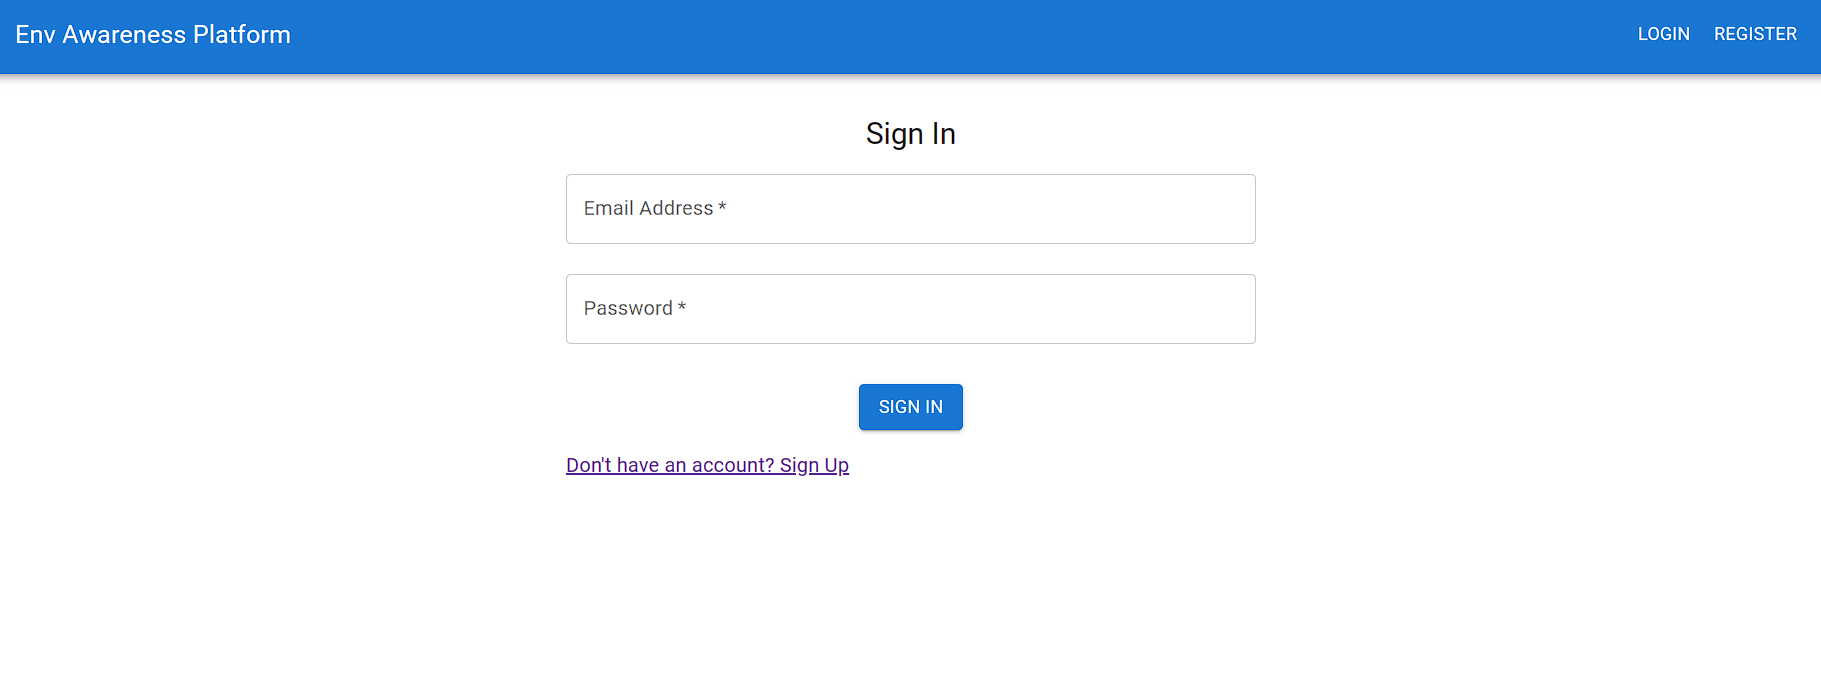 Env Awareness Platform
LOGIN REGISTER
Sign In
Email Address *
Password *
SIGN IN
Don't have an account? Sign Up